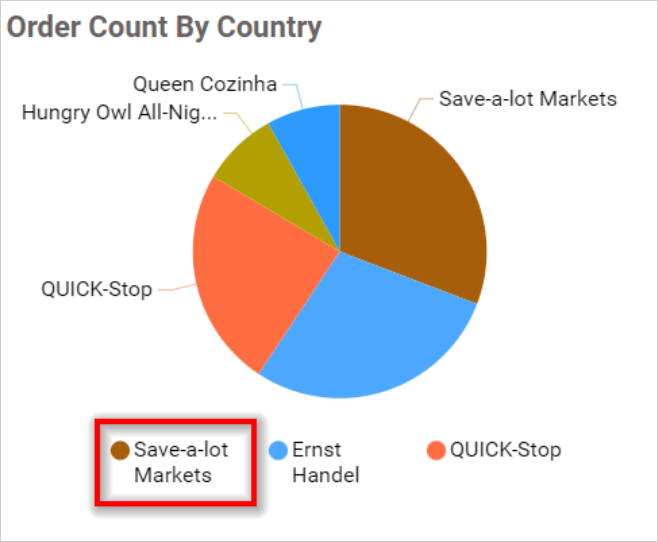 Order Count By Country
Queen Cozinha
Save-a-lot Markets
Hungry Owl All-Nig...
QUICK-Stop
Save-a-lot
Markets
Ernst
Handel
QUICK-Stop